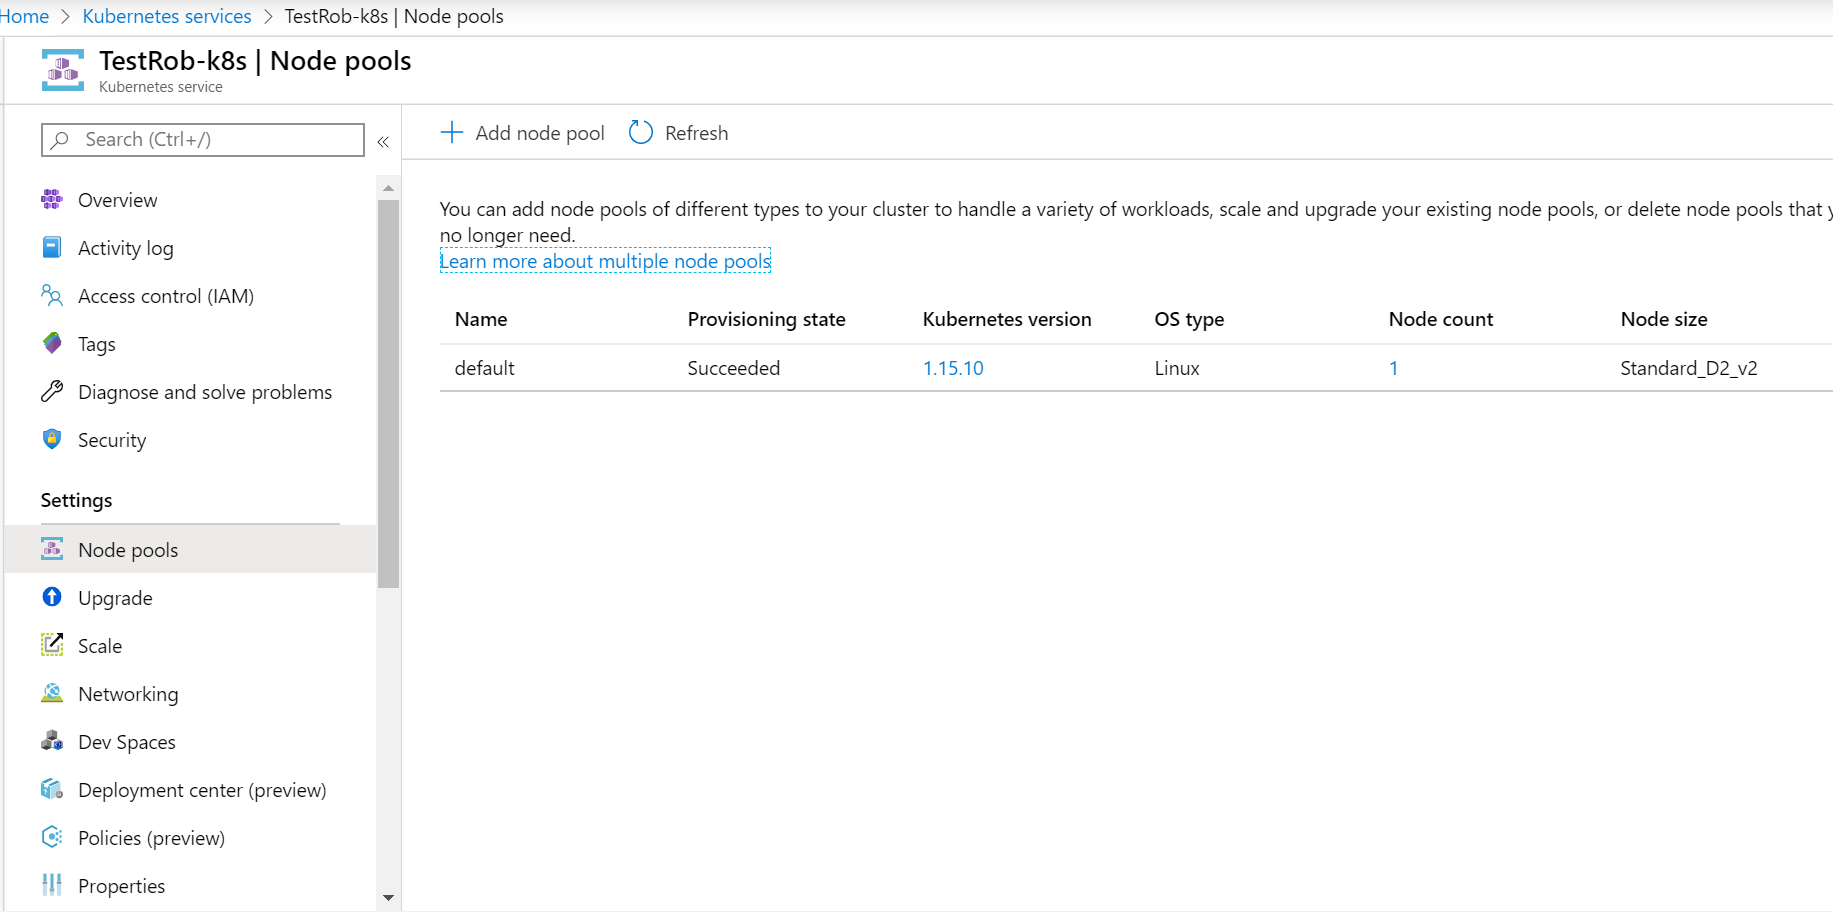 Home > Kubernetes services > TestRob-k8s | Node pools
TestRob-k8s | Node pools
Kubernetes service
Search (Ctrl+/)
«
Overview
Activity log
Access control (IAM)
Tags
Diagnose and solve problems
Security
Settings
Node pools
Upgrade
Scale
Networking
Dev Spaces
Deployment center (preview)
Policies (preview)
Properties
Add node pool Refresh
You can add node pools of different types to your cluster to handle a variety of workloads, scale and upgrade your existing node pools, or delete node pools that
no longer need.
Learn more about multiple node pools
Name Provisioning state Kubernetes version OS type Node count Node size
default Succeeded 1.15.10 Linux 1 Standard_D2_v2